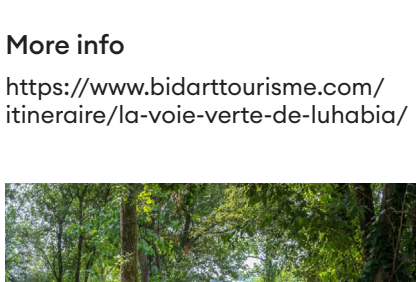 More info
https://www.bidarttourisme.com/
itineraire/la-voie-verte-de-luhabia/